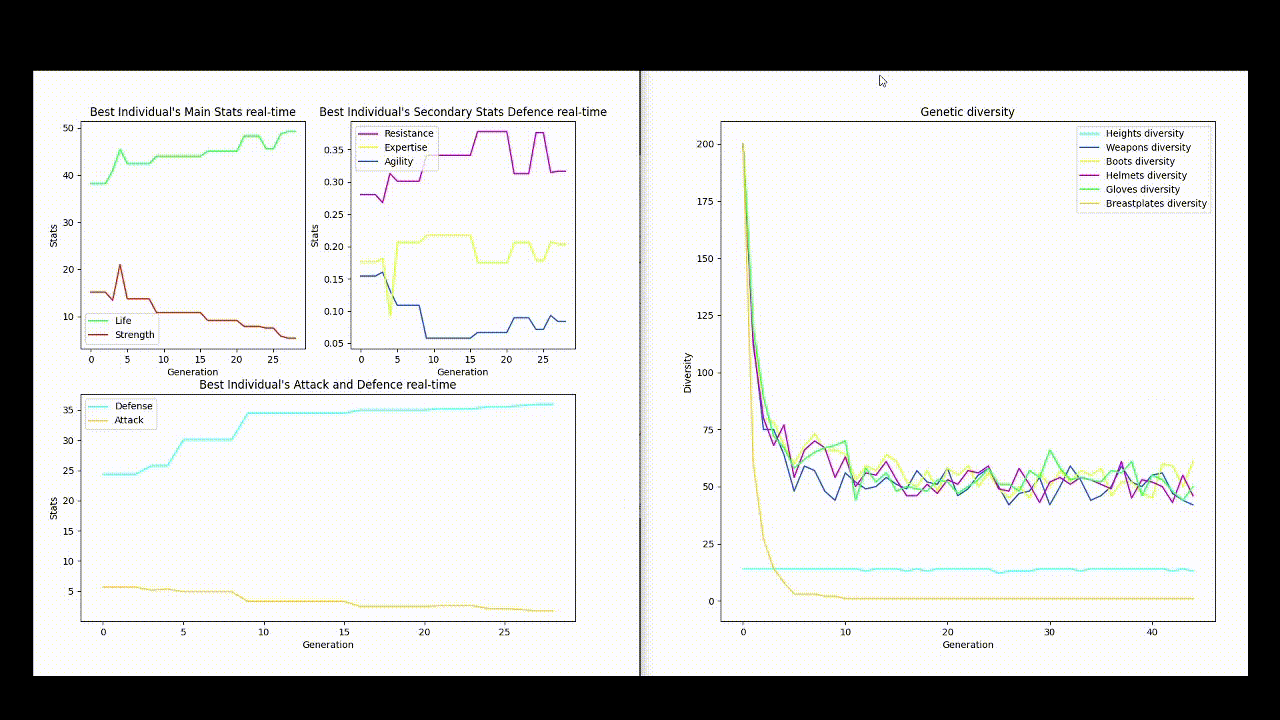 Best Individual's Main Stats real-time
50
40
30
20
10
Stats
Life
Strength
0 5 10 15 20 25
Generation
Best Individual's Secondary Stats Defence real-time
Resistance
Expertise
Agility
0.35
0.30
0.25
0.20
0.15
0.10
0.05
Stats
0 5 10 15 20 25
Generation
Best Individual's Attack and Defence real-time
Defense
Attack
35
30
25
20
15
10
5
Stats
0 5 10 15 20 25
Generation
Genetic diversity
Heights diversity
Weapons diversity
Boots diversity
Helmets diversity
Gloves diversity
Breastplates diversity
200
175
150
125
100
75
50
25
0
Diversity
0 10 20 30 40
Generation